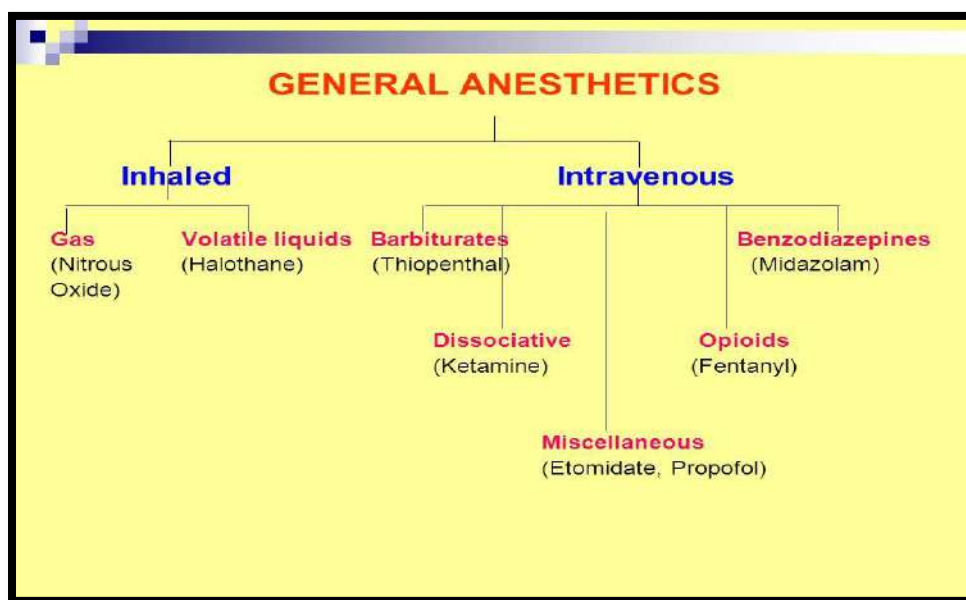 GENERAL ANESTHETICS
Inhaled
Intravenous
Gas
(Nitrous
Oxide)
Volatile liquids
(Halothane)
Barbiturates
(Thiopenthal)
Benzodiazepines
(Midazolam)
Dissociative
(Ketamine)
Opioids
(Fentanyl)
Miscellaneous
(Etomidate, Propofol)